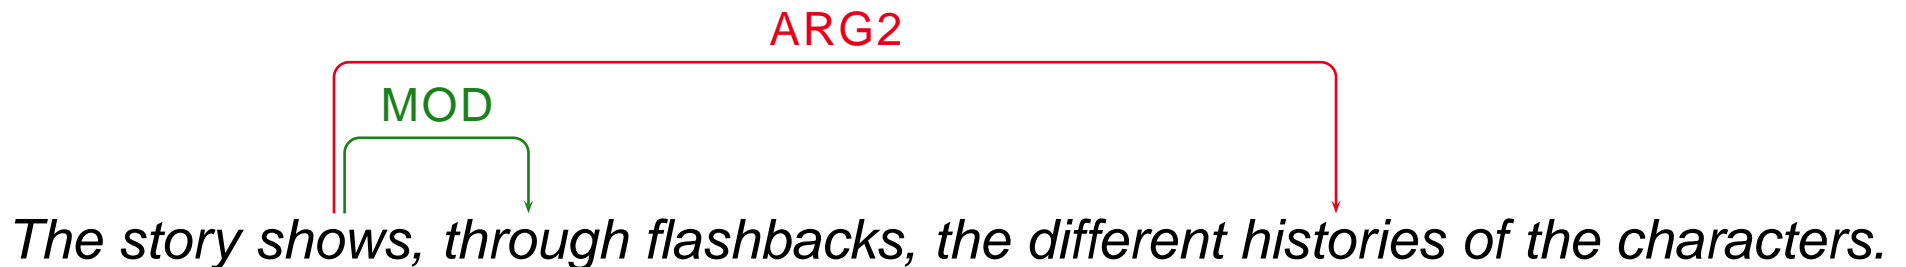 ARG2
MOD
The story shows, through flashbacks, the different histories of the characters.